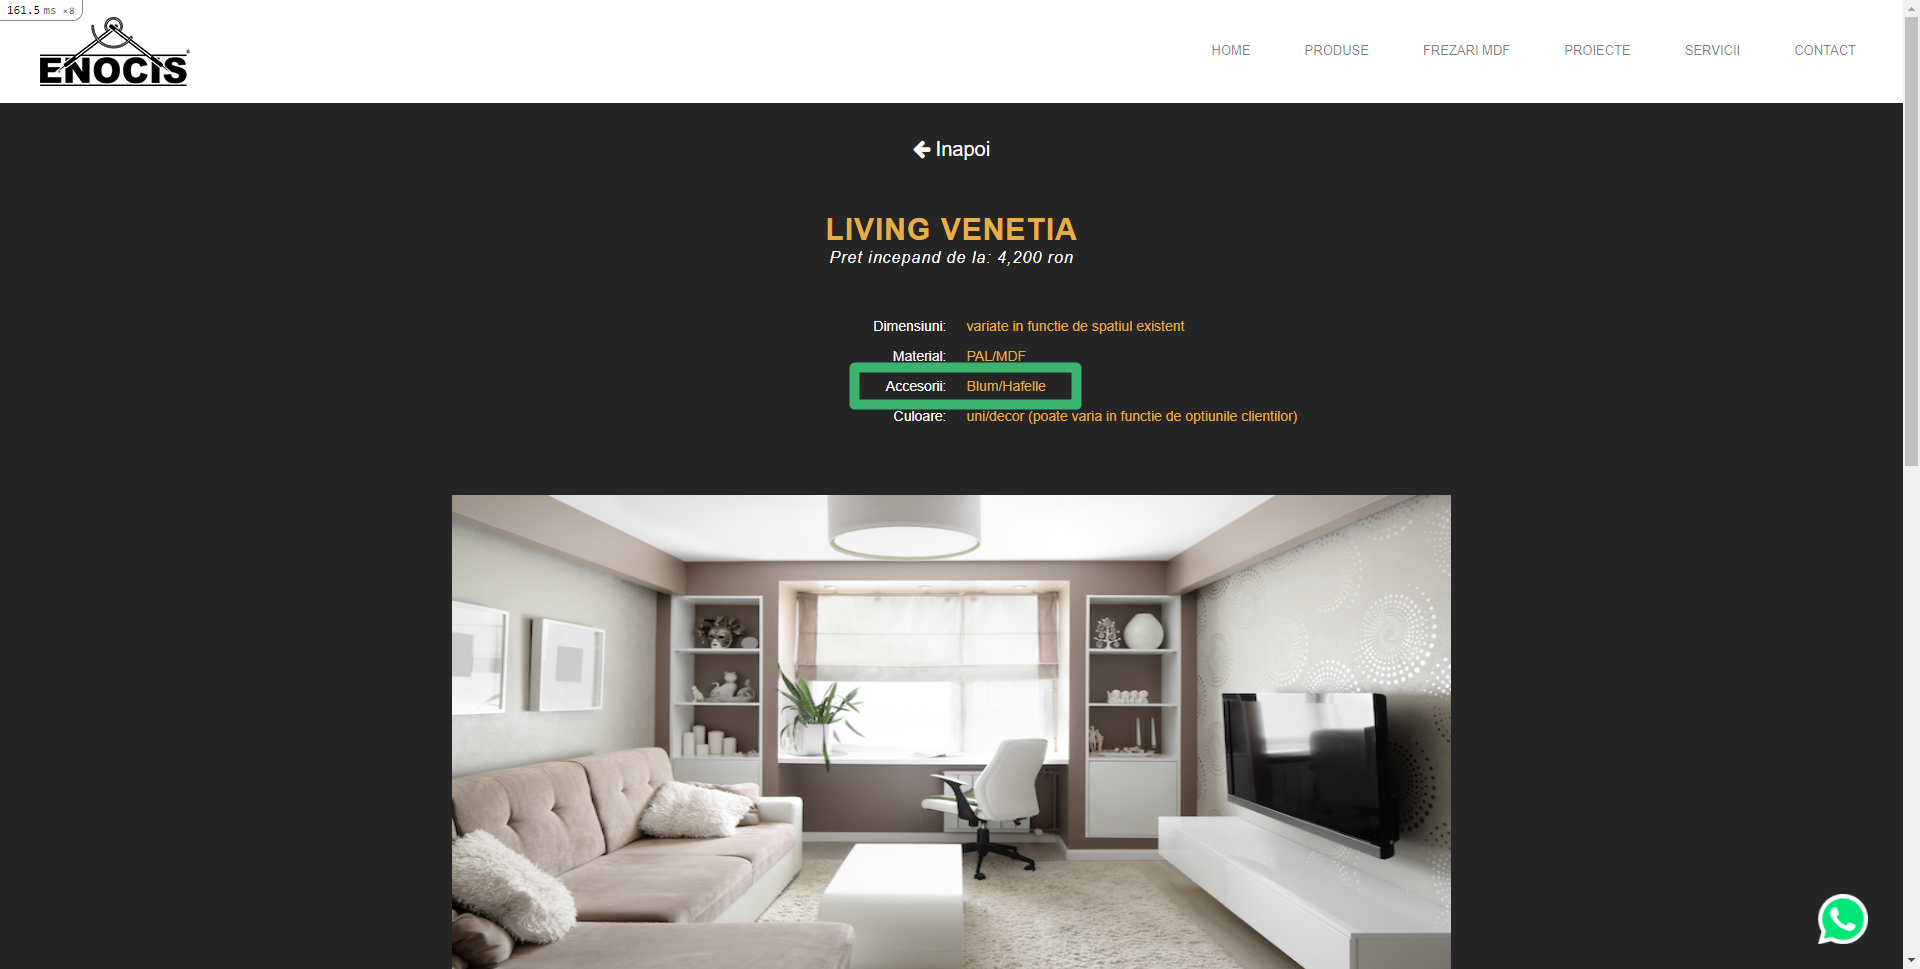 161.5 ms ×8
ENOCIS®
HOME PRODUSE FREZARI MDF PROIECTE SERVICII CONTACT
Inapoi
LIVING VENETIA
Pret incepand de la: 4,200 ron
Dimensiuni: variate in functie de spatiul existent
Material: PAL/MDF
Accesorii: Blum/Hafelle
Culoare: uni/decor (poate varia in functie de optiunile clientilor)